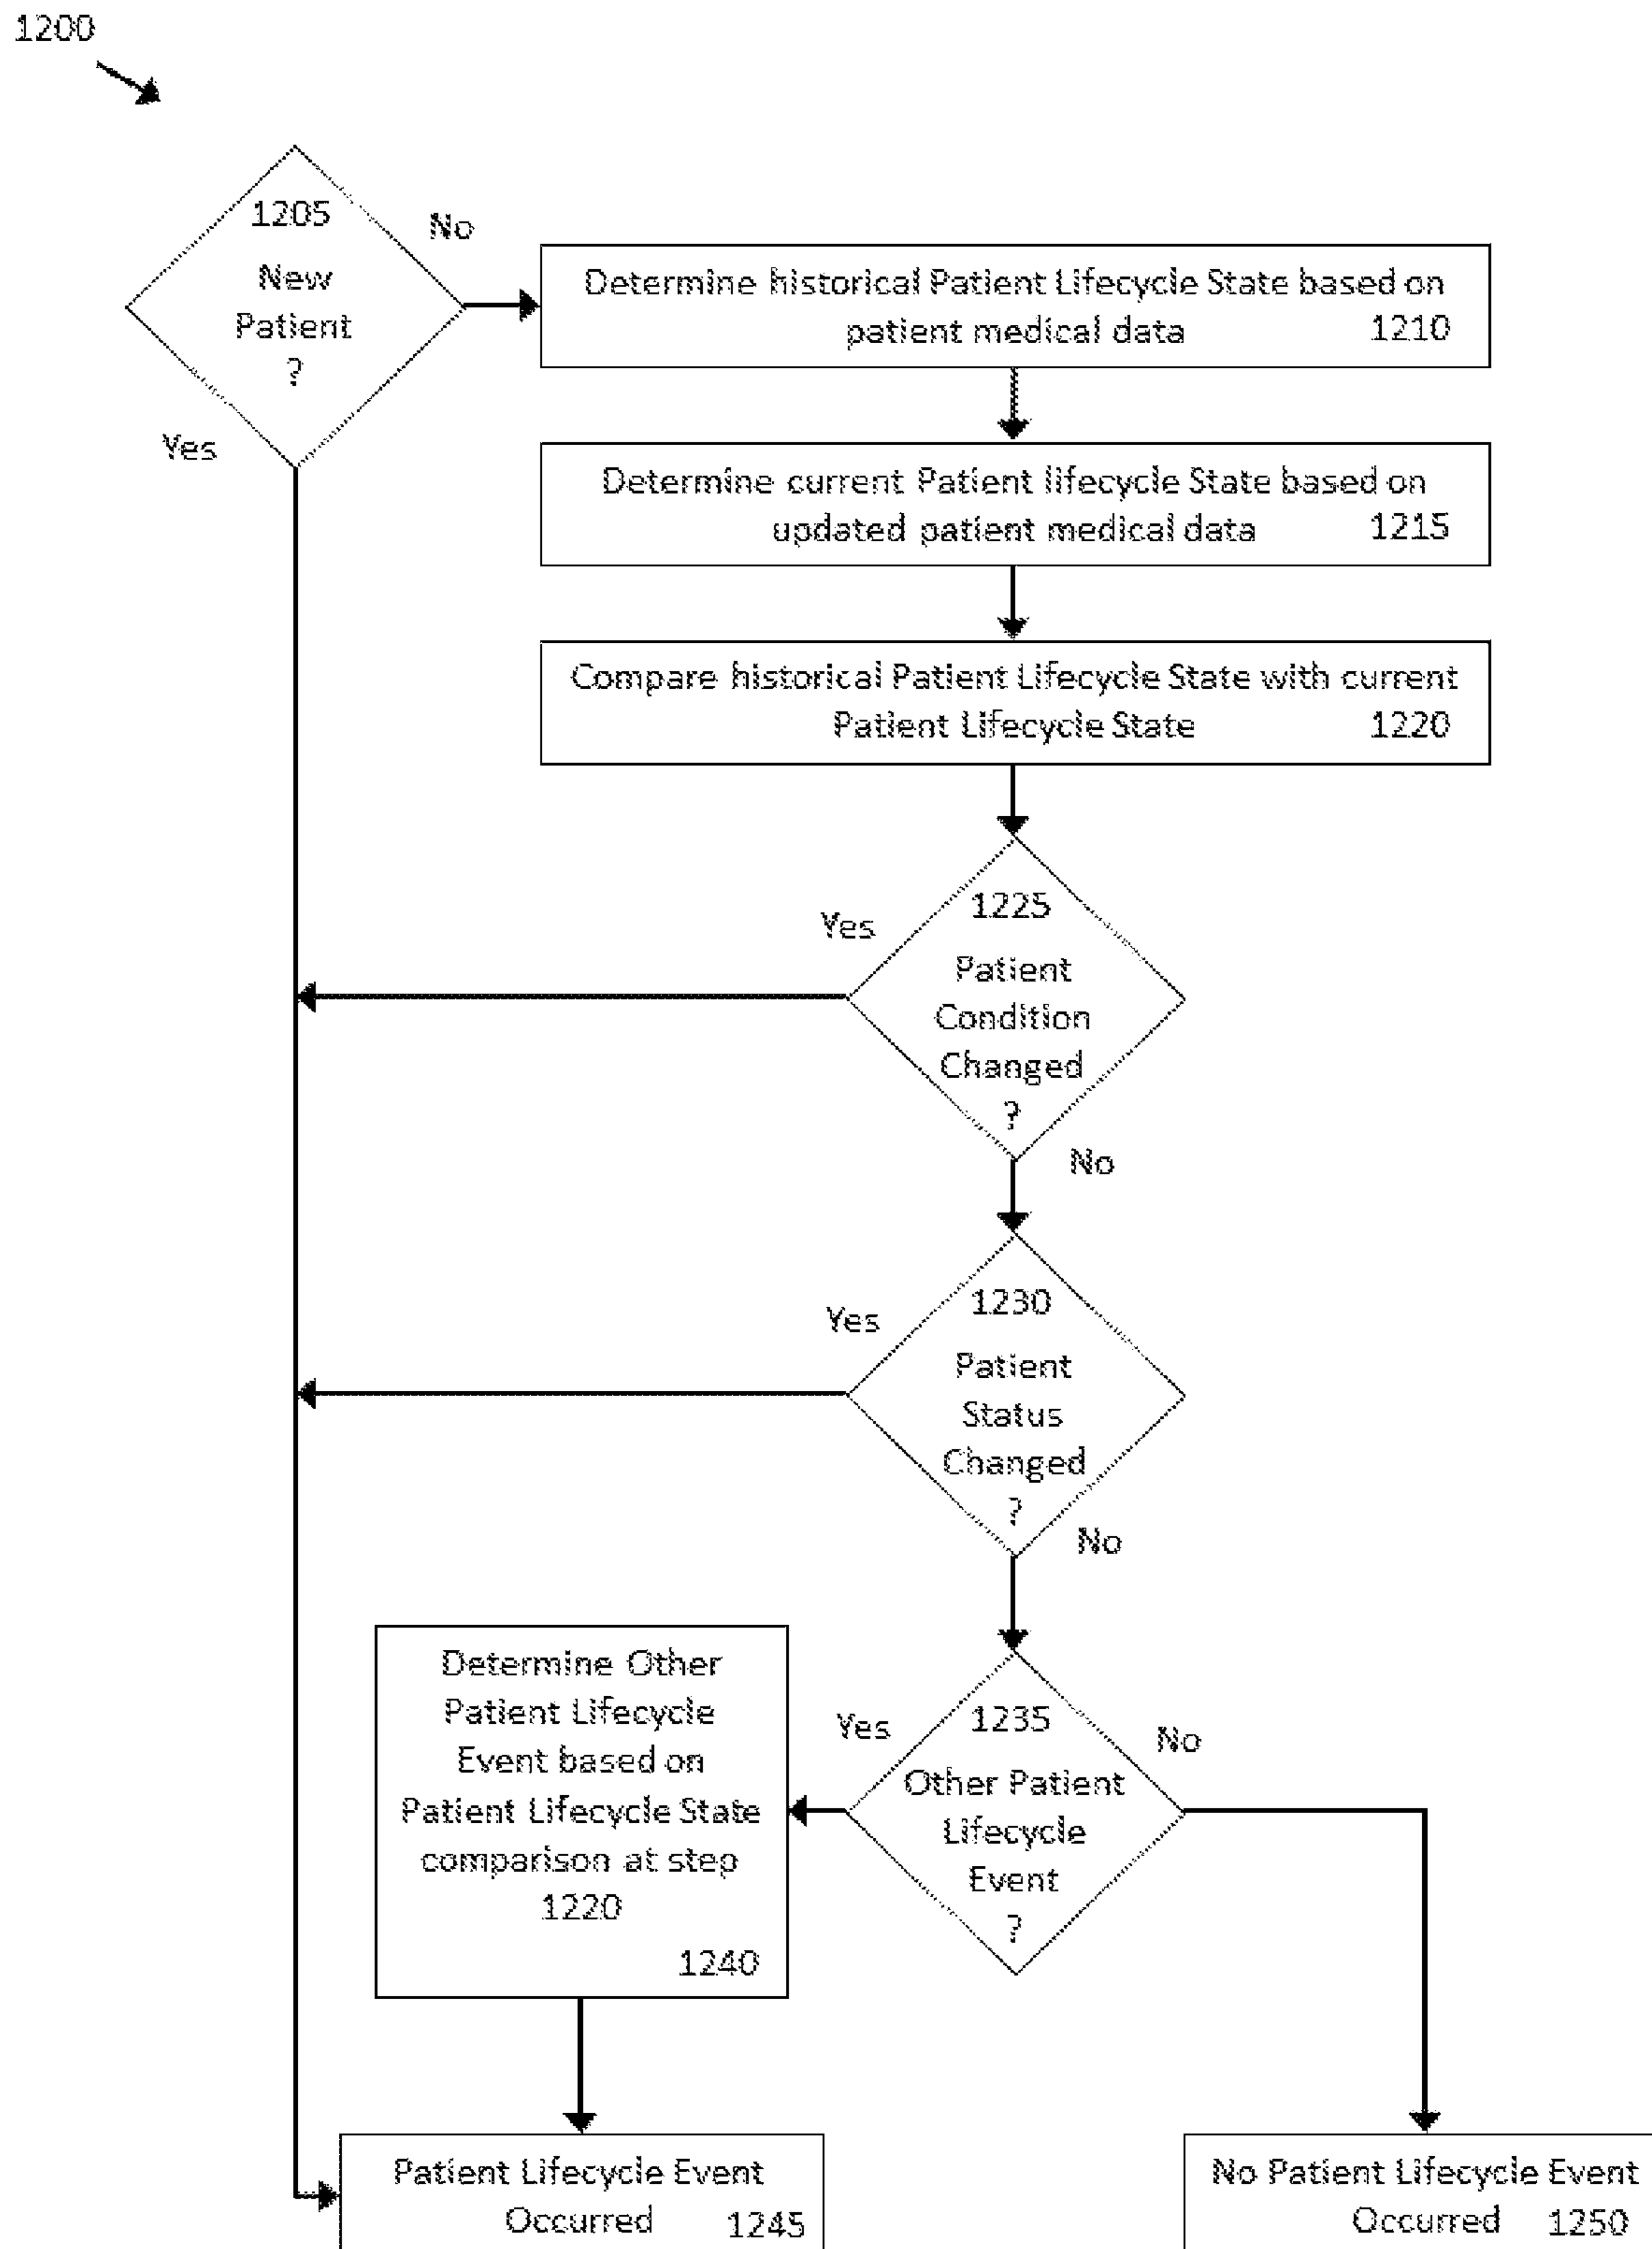 1200
1205
New
Patient
?
No
Yes
Determine historical Patient Lifecycle State based on
patient medical data 1210
Determine current Patient lifecycle State based on
updated patient medical data 1215
Compare historical Patient Lifecycle State with current
Patient Lifecycle State 1220
Yes
1225
Patient
Condition
Changed
?
No
Yes
1230
Patient
Status
Changed
?
No
Determine Other
Patient Lifecycle
Event based on
Patient Lifecycle State
comparison at step
1220
1240
Yes
1235
Other Patient
Lifecycle
Event
?
No
Patient Lifecycle Event
Occurred 1245
No Patient Lifecycle Event
Occurred 1250